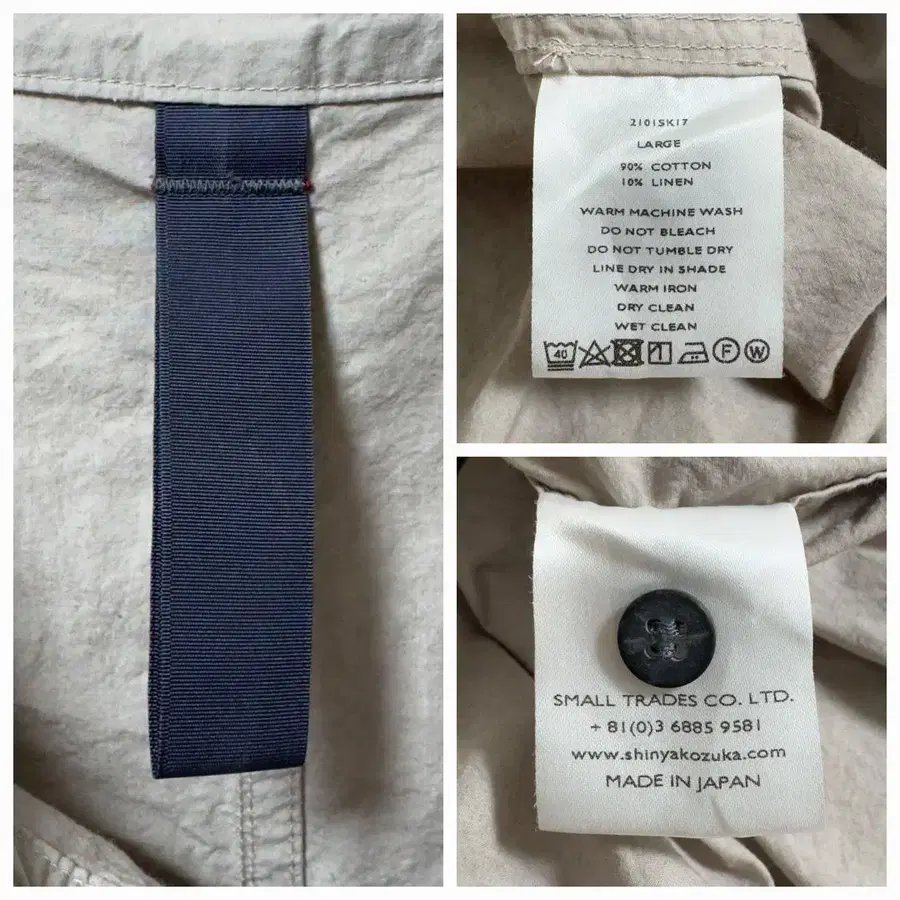 2101SK17
LARGE
90% COTTON
10% LINEN
WARM MACHINE WASH
DO NOT BLEACH
DO NOT TUMBLE DRY
LINE DRY IN SHADE
WARM IRON
DRY CLEAN
WET CLEAN
40 F W
SMALL TRADES CO. LTD.
+ 81(0)3 6885 9581
www.shinyakozuka.com
MADE IN JAPAN